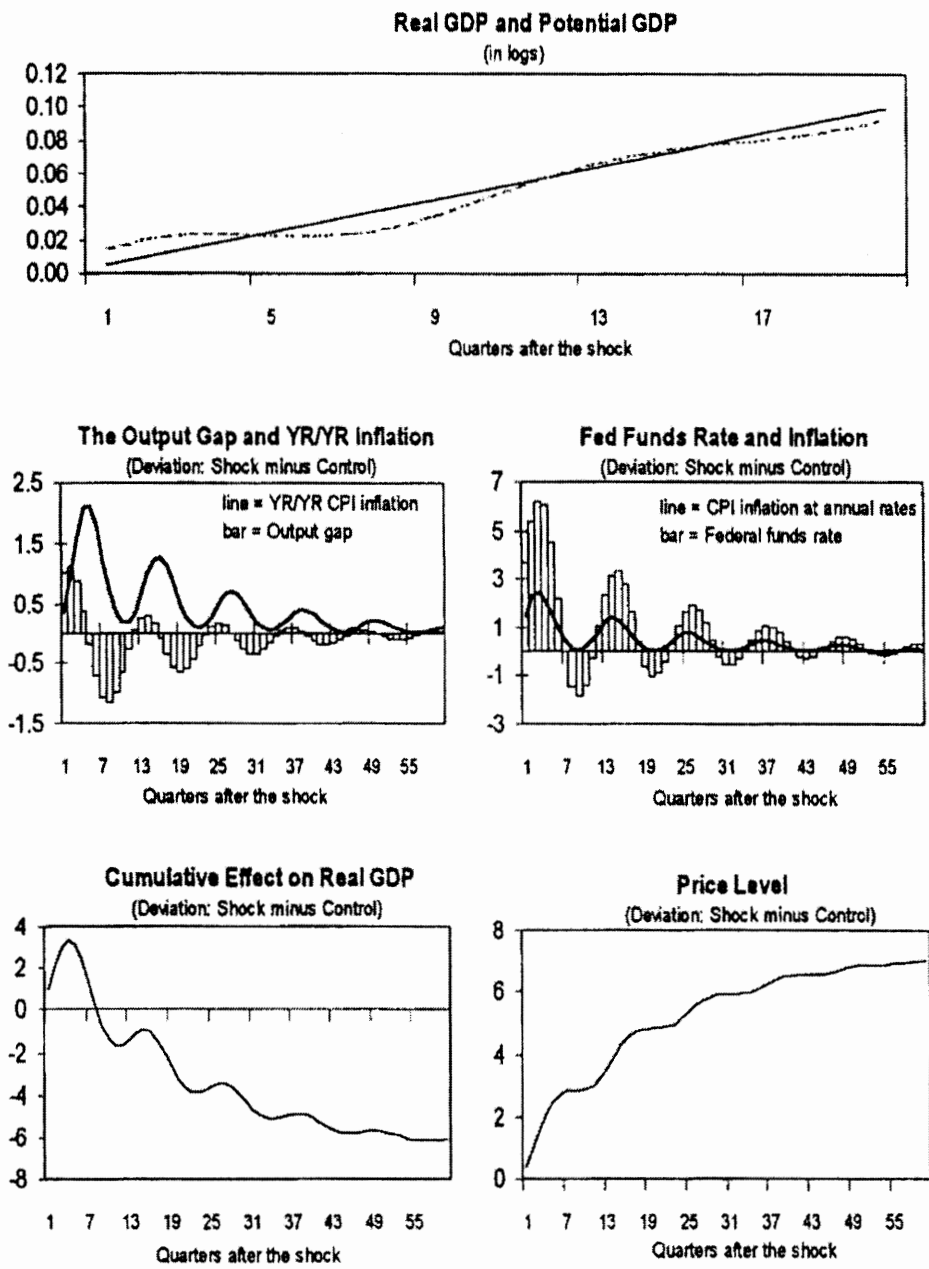 Real GDP and Potential GDP
(in logs)
0.12
0.10
0.08
0.06
0.04
0.02
0.00
1 5 9 13 17
Quarters after the shock
The Output Gap and YR/YR Inflation
(Deviation: Shock minus Control)
2.5
1.5
0.5
-0.5
-1.5
line = YR/YR CPI inflation
bar = Output gap
1 7 13 19 25 31 37 43 49 55
Quarters after the shock
Fed Funds Rate and Inflation
(Deviation: Shock minus Control)
7
5
3
1
-1
-3
line = CPI inflation at annual rates
bar = Federal funds rate
1 7 13 19 25 31 37 43 49 55
Quarters after the shock
Cumulative Effect on Real GDP
(Deviation: Shock minus Control)
4
2
0
-2
-4
-6
-8
1 7 13 19 25 31 37 43 49 55
Quarters after the shock
Price Level
(Deviation: Shock minus Control)
8
6
4
2
0
1 7 13 19 25 31 37 43 49 55
Quarters after the shock